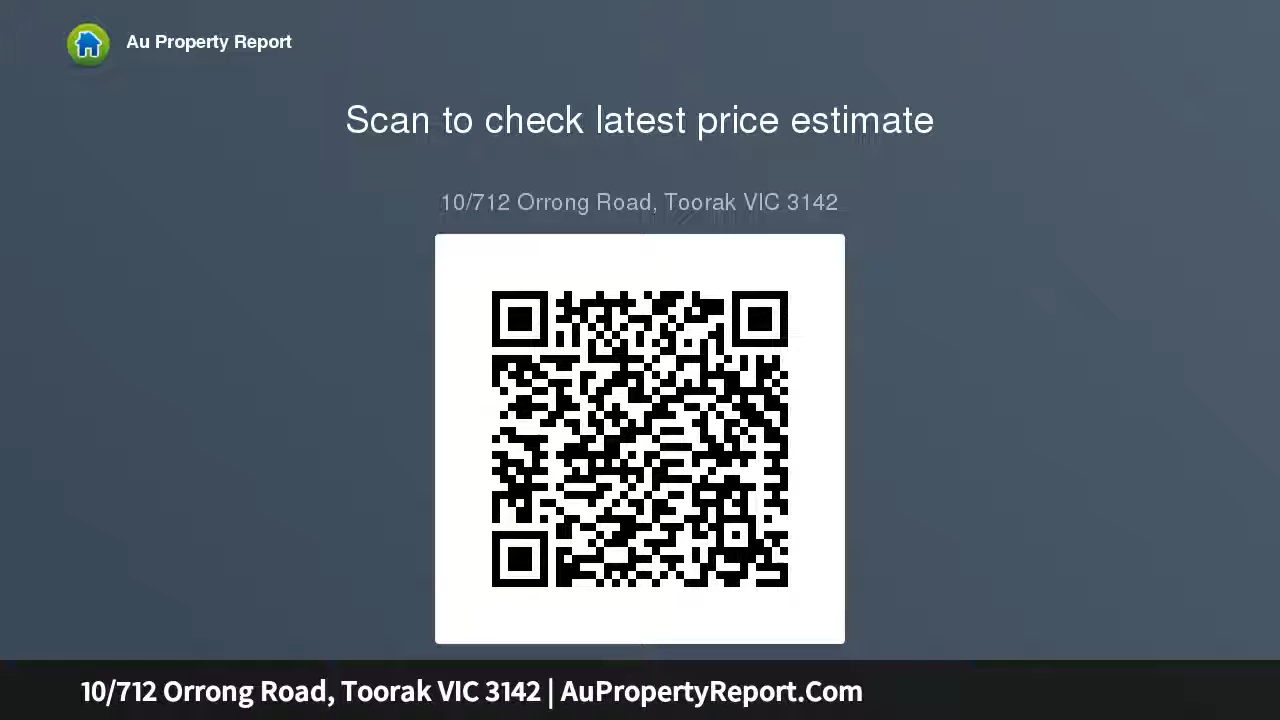 Au Property Report
Scan to check latest price estimate
10/712 Orrong Road, Toorak VIC 3142
10/712 Orrong Road, Toorak VIC 3142 | AuPropertyReport.Com